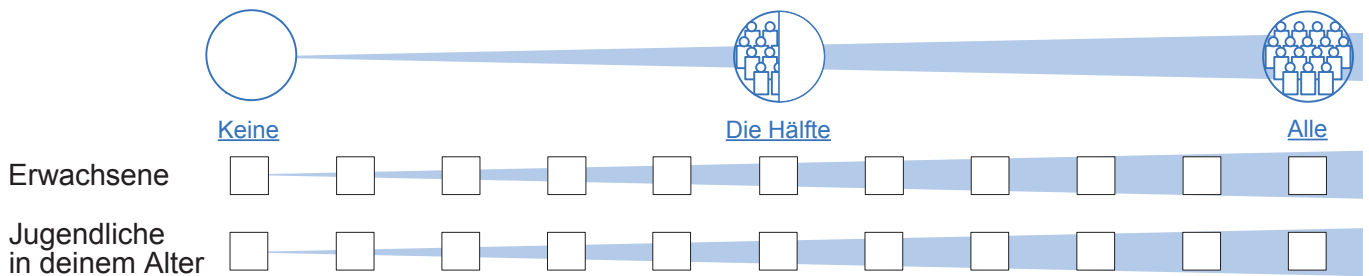 Keine Die Hälfte Alle
Erwachsene
Jugendliche
in deinem Alter